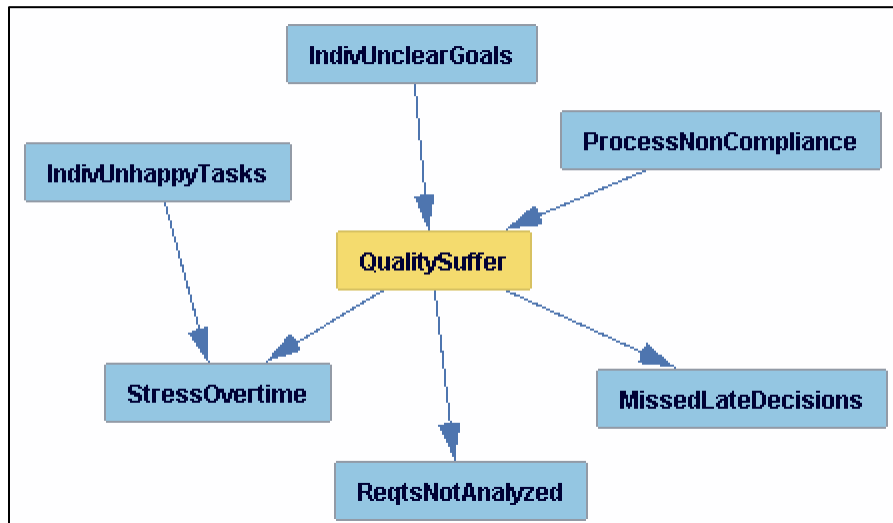 IndivUnclearGoals
ProcessNonCompliance
IndivUnhappyTasks
QualitySuffer
StressOvertime
MissedLateDecisions
ReqtsNotAnalyzed